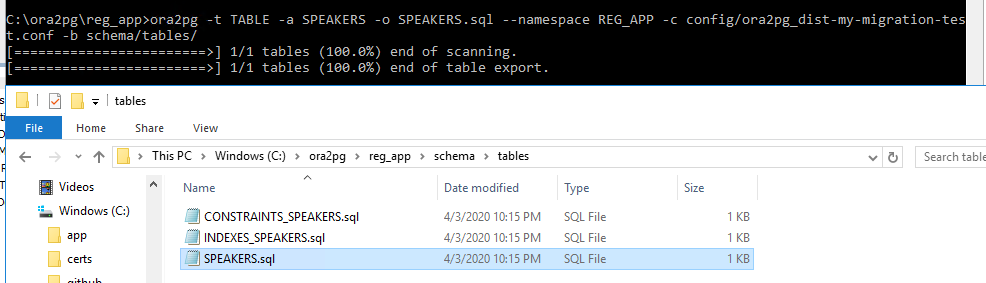 C:\ora2pg\reg_app>ora2pg -t TABLE -a SPEAKERS -o SPEAKERS.sql --namespace REG_APP -c config/ora2pg_dist-my-migration-tes
t.conf -b schema/tables/
[========================>] 1/1 tables (100.0%) end of scanning.
[========================>] 1/1 tables (100.0%) end of table export.
tables
File Home Share View
This PC > Windows (C:) > ora2pg > reg_app > schema > tables
Search table
Name Date modified Type Size
Videos
CONSTRAINTS_SPEAKERS.sql 4/3/2020 10:15 PM SQL File 1 KB
Windows (C:)
INDEXES_SPEAKERS.sql 4/3/2020 10:15 PM SQL File 1 KB
app
SPEAKERS.sql 4/3/2020 10:15 PM SQL File 1 KB
certs
github